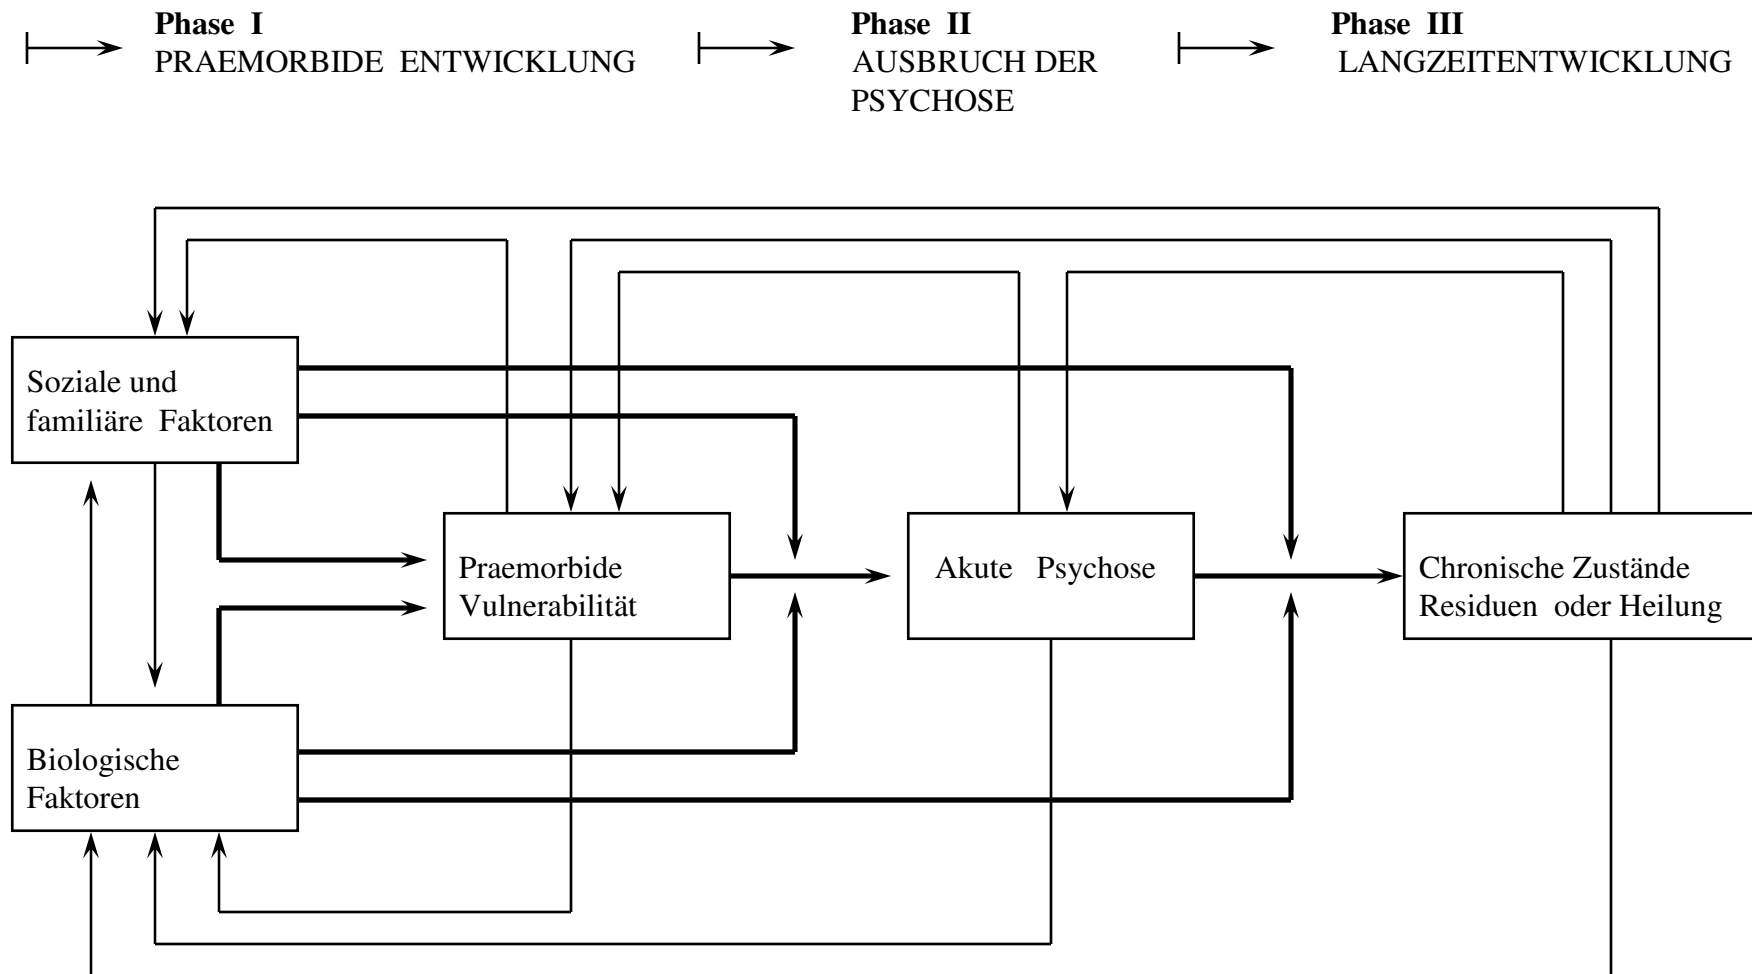 Phase I
PRAEMORBIDE ENTWICKLUNG
Phase II
AUSBRUCH DER
PSYCHOSE
Phase III
LANGZEITENTWICKLUNG
Soziale und
familiäre Faktoren
Praemorbide
Vulnerabilität
Akute Psychose
Chronische Zustände
Residuen oder Heilung
Biologische
Faktoren